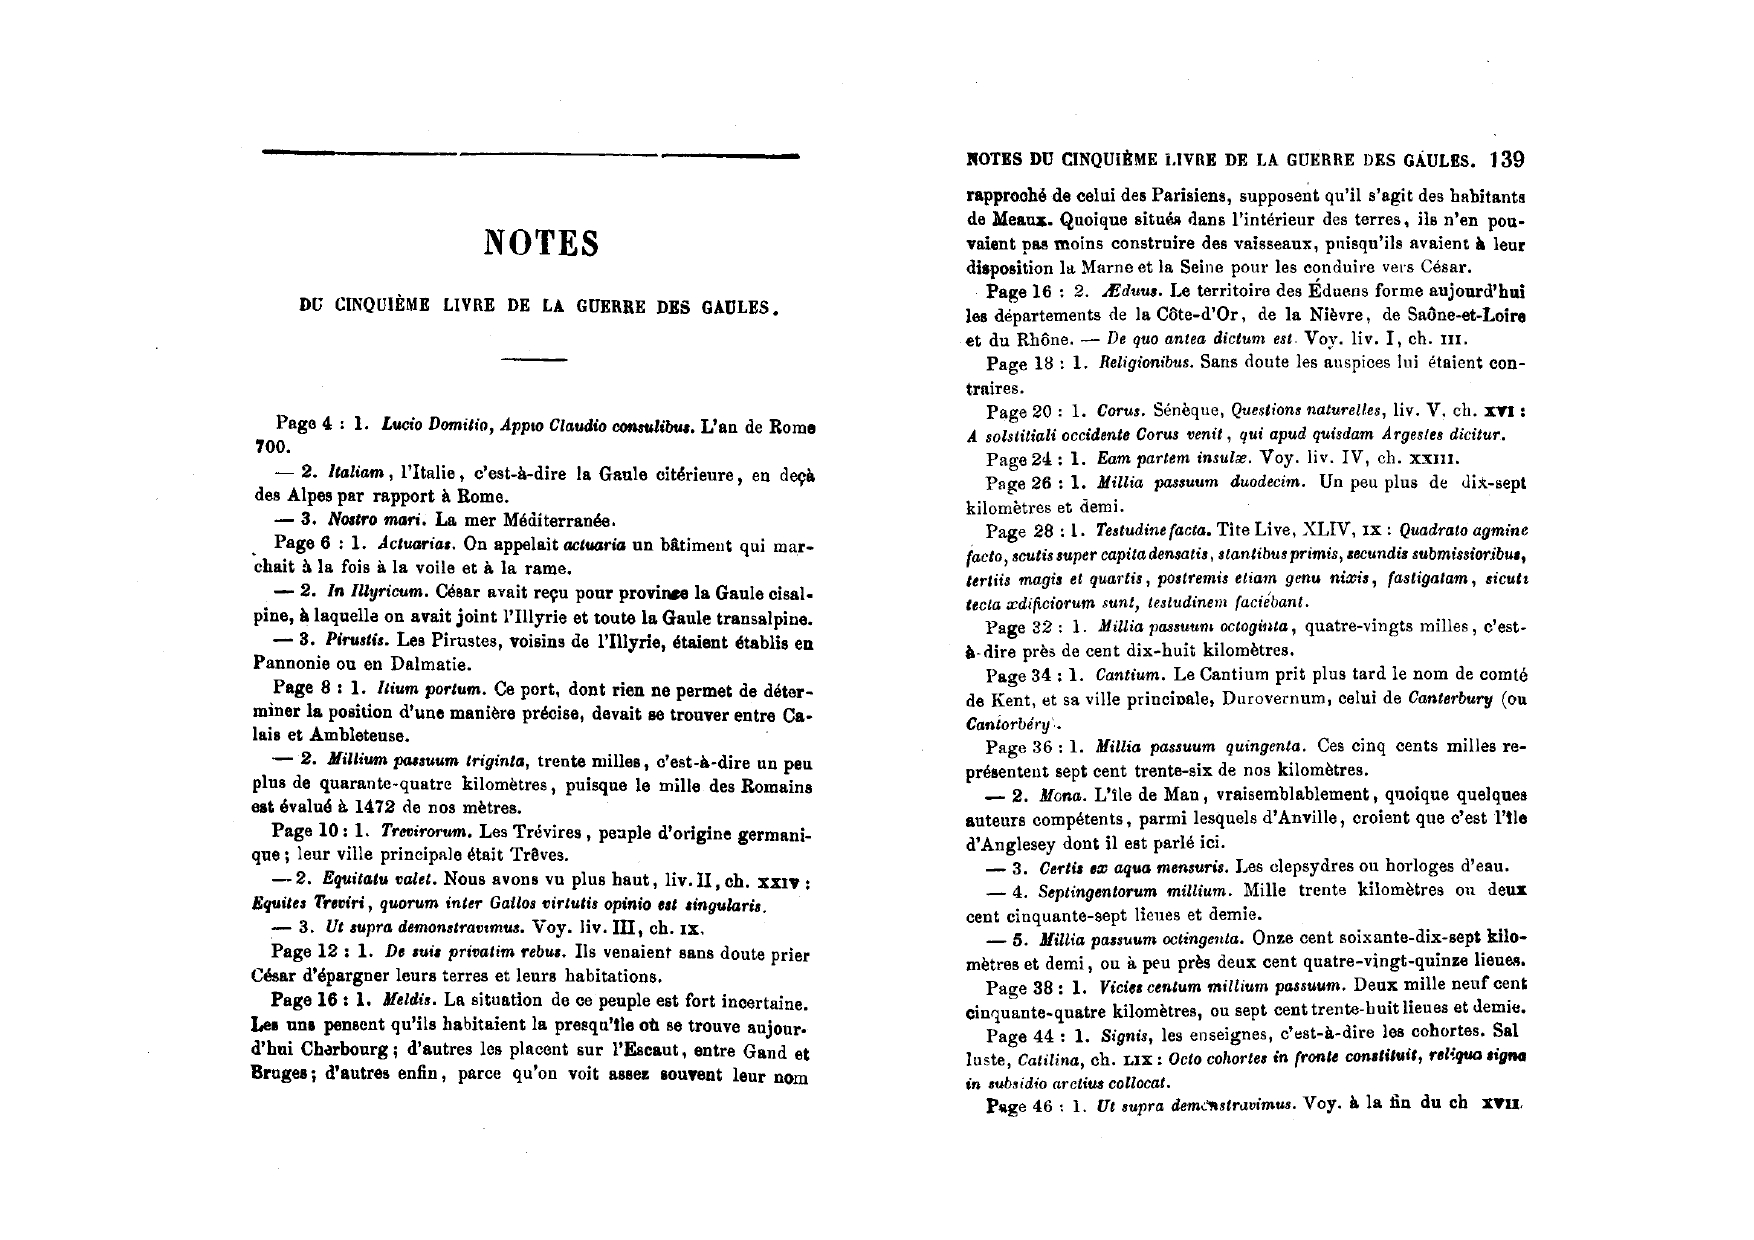 NOTES
DU CINQUIÈME LIVRE DE LA GUERRE DES GAULES.
Page 4 : 1. Lucio Domitio, Appio Claudio consulibus. L'an de Rome
700.
— 2. Italiam, l'Italie, c'est-à-dire la Gaule citérieure, en deçà
des Alpes par rapport à Rome.
— 3. Nostro mari. La mer Méditerranée.
Page 6 : 1. Actuarias. On appelait actuaria un bâtiment qui mar-
chait à la fois à la voile et à la rame.
— 2. In Illyricum. César avait reçu pour province la Gaule cisal-
pine, à laquelle on avait joint l'Illyrie et toute la Gaule transalpine.
— 3. Pirustis. Les Pirustes, voisins de l'Illyrie, étaient établis en
Pannonie ou en Dalmatie.
Page 8 : 1. Itium portum. Ce port, dont rien ne permet de déter-
miner la position d'une manière précise, devait se trouver entre Ca-
lais et Ambleteuse.
— 2. Millium passuum triginta, trente milles, c'est-à-dire un peu
plus de quarante-quatre kilomètres, puisque le mille des Romains
est évalué à 1472 de nos mètres.
Page 10 : 1. Trevirorum. Les Trévires, peuple d'origine germani-
que ; leur ville principale était Trêves.
— 2. Equitatu valet. Nous avons vu plus haut, liv. II, ch. XXIV :
Equites Treviri, quorum inter Gallos virtutis opinio est singularis.
— 3. Ut supra demonstravimus. Voy. liv. III, ch. IX.
Page 12 : 1. De suis privatim rebus. Ils venaient sans doute prier
César d'épargner leurs terres et leurs habitations.
Page 16 : 1. Meldis. La situation de ce peuple est fort incertaine.
Les uns pensent qu'ils habitaient la presqu'île où se trouve aujour-
d'hui Cherbourg ; d'autres les placent sur l'Escaut, entre Gand et
Bruges ; d'autres enfin, parce qu'on voit assez souvent leur nom
NOTES DU CINQUIÈME LIVRE DE LA GUERRE DES GAULES. 139
rapproché de celui des Parisiens, supposent qu'il s'agit des habitants
de Meaux. Quoique situés dans l'intérieur des terres, ils n'en pou-
vaient pas moins construire des vaisseaux, puisqu'ils avaient à leur
disposition la Marne et la Seine pour les conduire vers César.
Page 16 : 2. Æduus. Le territoire des Éduens forme aujourd'hui
les départements de la Côte-d'Or, de la Nièvre, de Saône-et-Loire
et du Rhône. — De quo antea dictum est. Voy. liv. I, ch. III.
Page 18 : 1. Religionibus. Sans doute les auspices lui étaient con-
traires.
Page 20 : 1. Corus. Sénèque, Questions naturelles, liv. V, ch. XVI :
A solstitiali occidente Corus venit, qui apud quisdam Argestes dicitur.
Page 24 : 1. Eam partem insulæ. Voy. liv. IV, ch. XXIII.
Page 26 : 1. Millia passuum duodecim. Un peu plus de dix-sept
kilomètres et demi.
Page 28 : 1. Testudine facta. Tite Live, XLIV, IX : Quadrato agmine
facto, scutis super capita densatis, stantibus primis, secundis submissioribus,
tertiis magis et quartis, postremis etiam genu nixis, fastigatam, sicuti
tecta ædificiorum sunt, testudinem faciebant.
Page 32 : 1. Millia passuum octoginta, quatre-vingts milles, c'est-
à-dire près de cent dix-huit kilomètres.
Page 34 : 1. Cantium. Le Cantium prit plus tard le nom de comté
de Kent, et sa ville principale, Durovernum, celui de Canterbury (ou
Cantorbéry).
Page 36 : 1. Millia passuum quingenta. Ces cinq cents milles re-
présentent sept cent trente-six de nos kilomètres.
— 2. Mona. L'île de Man, vraisemblablement, quoique quelques
auteurs compétents, parmi lesquels d'Anville, croient que c'est l'île
d'Anglesey dont il est parlé ici.
— 3. Certis ex aqua mensuris. Les clepsydres ou horloges d'eau.
— 4. Septingentorum millium. Mille trente kilomètres ou deux
cent cinquante-sept lieues et demie.
— 5. Millia passuum octingenta. Onze cent soixante-dix-sept kilo-
mètres et demi, ou à peu près deux cent quatre-vingt-quinze lieues.
Page 38 : 1. Vicies centum millium passuum. Deux mille neuf cent
cinquante-quatre kilomètres, ou sept cent trente-huit lieues et demie.
Page 44 : 1. Signis, les enseignes, c'est-à-dire les cohortes. Sal
luste, Catilina, ch. LIX : Octo cohortes in fronte constituit, reliqua signa
in subsidio arctius collocat.
Page 46 : 1. Ut supra demonstravimus. Voy. à la fin du ch XVII.